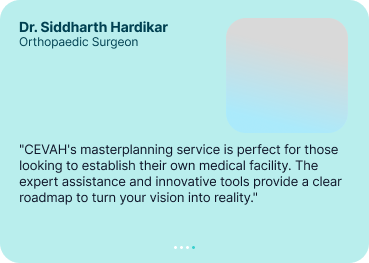 Dr. Siddharth Hardikar
Orthopaedic Surgeon
"CEVAH's masterplanning service is perfect for those
looking to establish their own medical facility. The
expert assistance and innovative tools provide a clear
roadmap to turn your vision into reality."